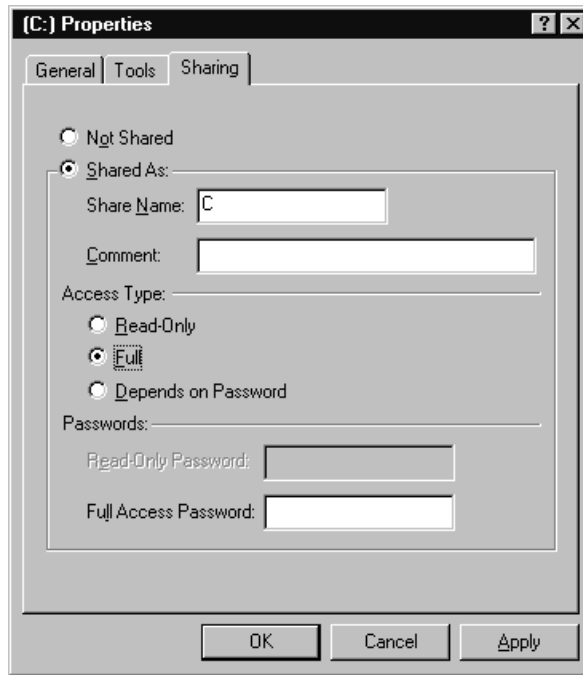 (C:) Properties
General Tools Sharing
Not Shared
Shared As:
Share Name: C
Comment:
Access Type:
Read-Only
Full
Depends on Password
Passwords:
Read-Only Password:
Full Access Password:
OK Cancel Apply